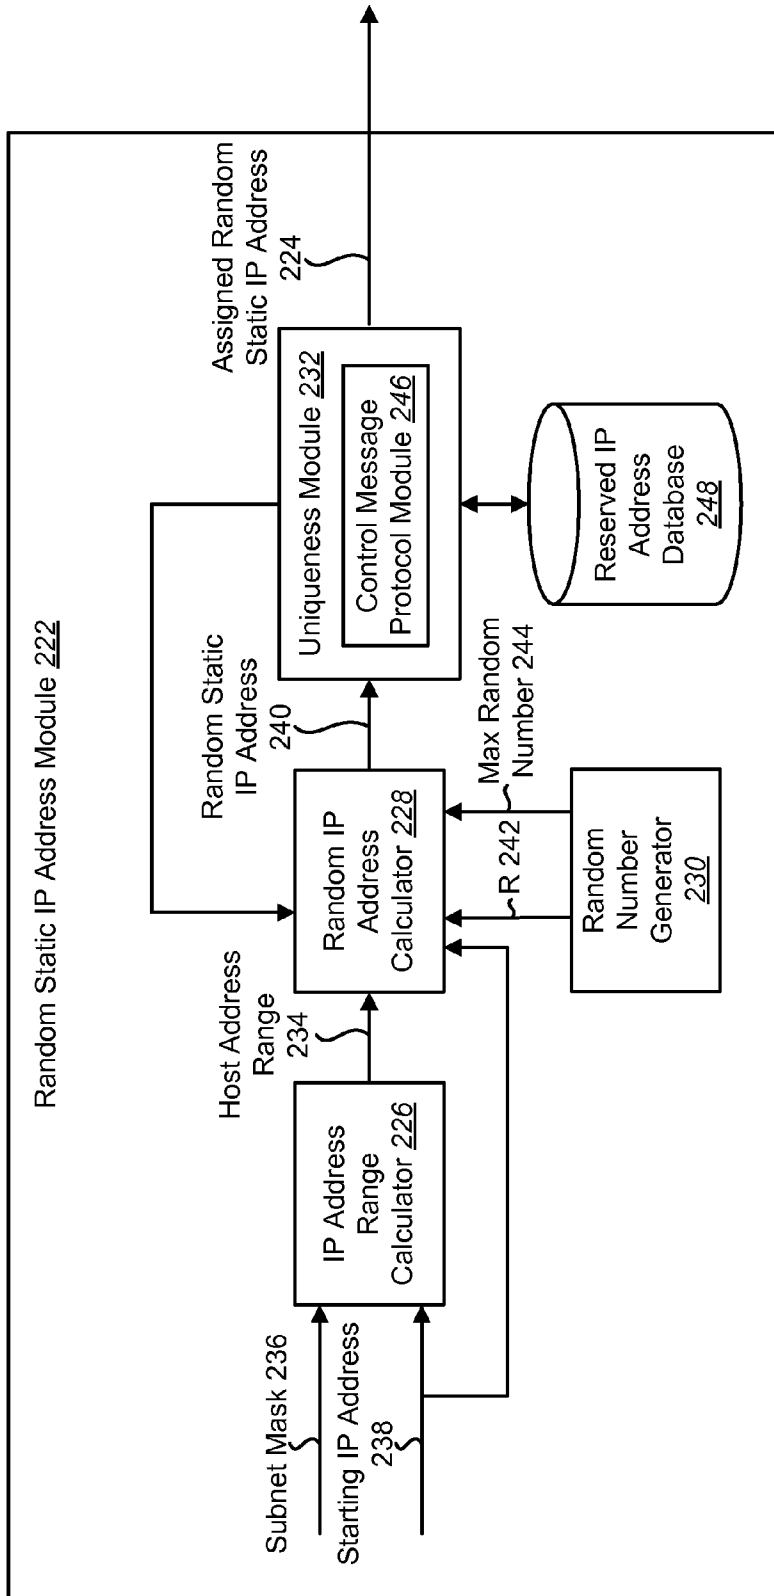 Random Static IP Address Module 222
Subnet Mask 236
Starting IP Address
238
IP Address
Range
Calculator 226
Host Address
Range
234
Random IP
Address
Calculator 228
Random Static
IP Address
240
R 242
Max Random
Number 244
Random
Number
Generator
230
Uniqueness Module 232
Control Message
Protocol Module 246
Reserved IP
Address
Database
248
Assigned Random
Static IP Address
224